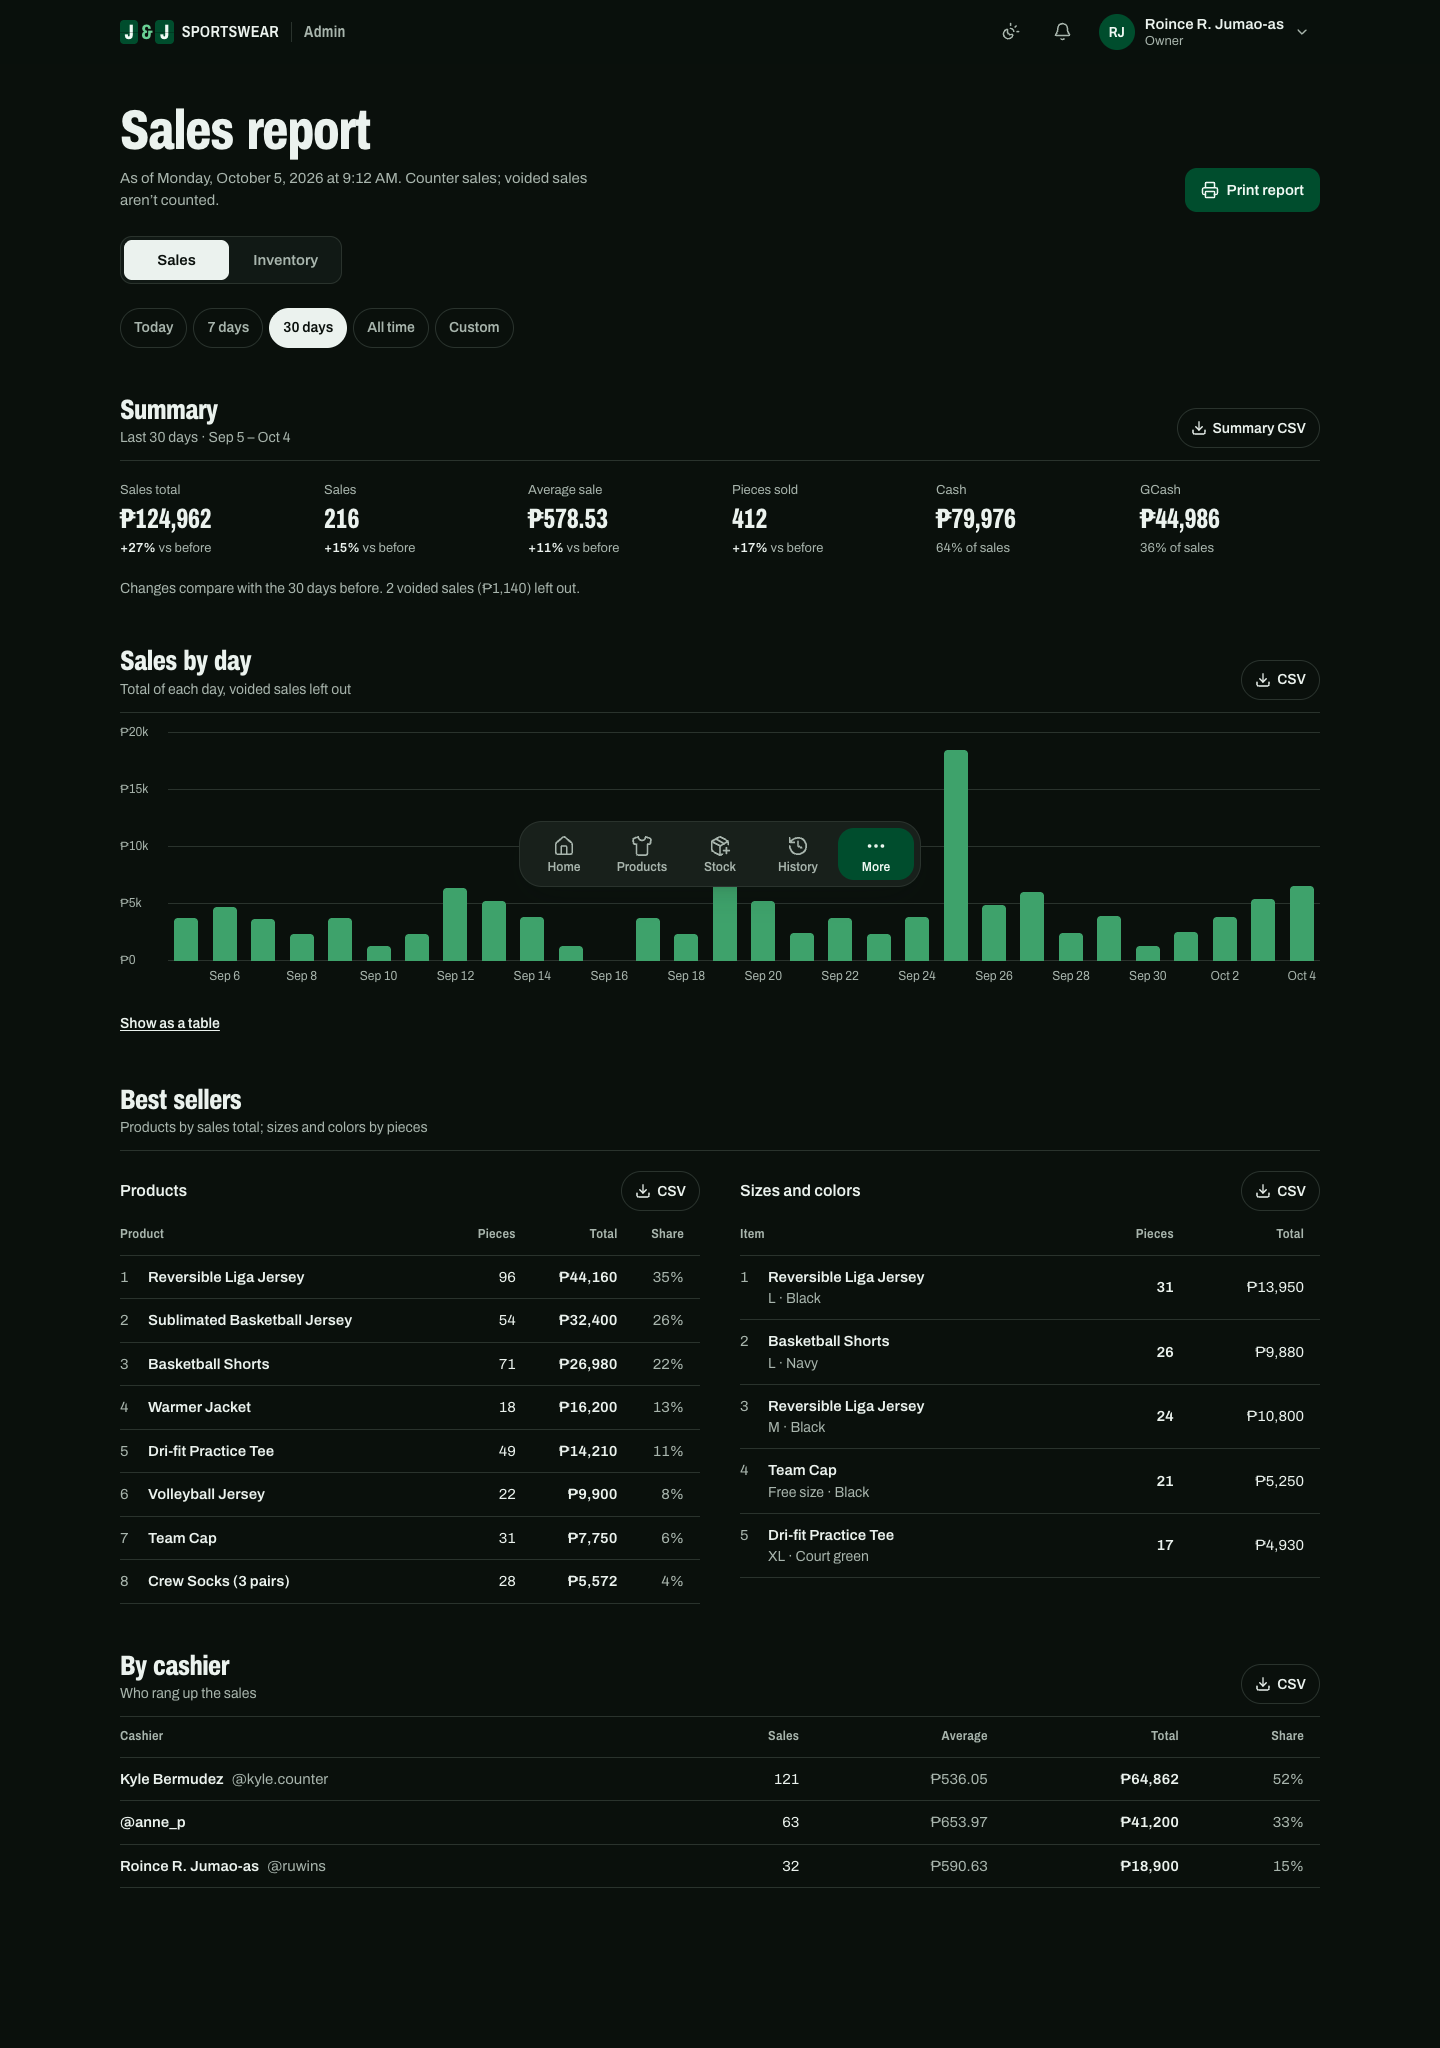 J & J SPORTSWEAR Admin
RJ
Roince R. Jumao-as
Owner
Sales report
As of Monday, October 5, 2026 at 9:12 AM. Counter sales; voided sales
aren't counted.
Print report
Sales Inventory
Today 7 days 30 days All time Custom
Summary
Last 30 days · Sep 5 – Oct 4
Summary CSV
Sales total Sales Average sale Pieces sold Cash GCash
₱124,962 216 ₱578.53 412 ₱79,976 ₱44,986
+27% vs before +15% vs before +11% vs before +17% vs before 64% of sales 36% of sales
Changes compare with the 30 days before. 2 voided sales (₱1,140) left out.
Sales by day
Total of each day, voided sales left out
CSV
₱20k
₱15k
₱10k
₱5k
₱0
Home Products Stock History More
Sep 6 Sep 8 Sep 10 Sep 12 Sep 14 Sep 16 Sep 18 Sep 20 Sep 22 Sep 24 Sep 26 Sep 28 Sep 30 Oct 2 Oct 4
Show as a table
Best sellers
Products by sales total; sizes and colors by pieces
Products CSV
Product Pieces Total Share
1 Reversible Liga Jersey 96 ₱44,160 35%
2 Sublimated Basketball Jersey 54 ₱32,400 26%
3 Basketball Shorts 71 ₱26,980 22%
4 Warmer Jacket 18 ₱16,200 13%
5 Dri-fit Practice Tee 49 ₱14,210 11%
6 Volleyball Jersey 22 ₱9,900 8%
7 Team Cap 31 ₱7,750 6%
8 Crew Socks (3 pairs) 28 ₱5,572 4%
Sizes and colors CSV
Item Pieces Total
1 Reversible Liga Jersey 31 ₱13,950
L · Black
2 Basketball Shorts 26 ₱9,880
L · Navy
3 Reversible Liga Jersey 24 ₱10,800
M · Black
4 Team Cap 21 ₱5,250
Free size · Black
5 Dri-fit Practice Tee 17 ₱4,930
XL · Court green
By cashier
Who rang up the sales
CSV
Cashier Sales Average Total Share
Kyle Bermudez @kyle.counter 121 ₱536.05 ₱64,862 52%
@anne_p 63 ₱653.97 ₱41,200 33%
Roince R. Jumao-as @ruwins 32 ₱590.63 ₱18,900 15%